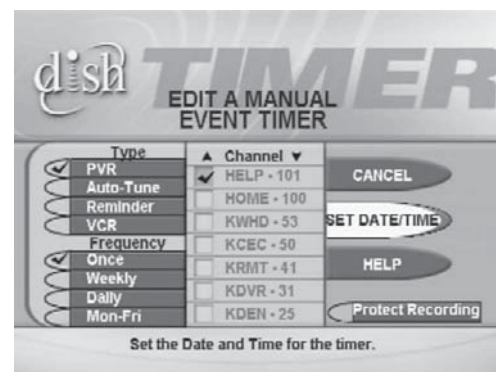 dish
TIMER
EDIT A MANUAL
EVENT TIMER
Type
PVR
Auto-Tune
Reminder
VCR
Frequency
Once
Weekly
Daily
Mon-Fri
▲ Channel ▼
HELP - 101
HOME - 100
KWHD - 53
KCEC - 50
KRMT - 41
KDVR - 31
KDEN - 25
CANCEL
SET DATE/TIME
HELP
Protect Recording
Set the Date and Time for the timer.